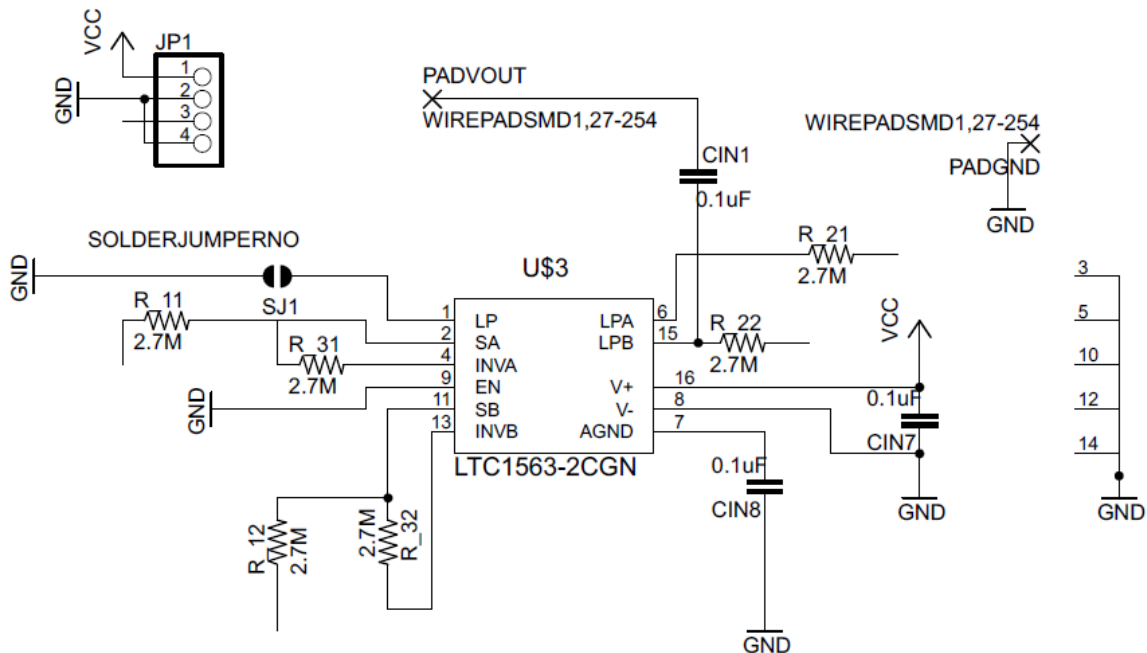 VCC
JP1
GND
1
2
3
4
PADVOUT
WIREPADSMD1,27-254
WIREPADSMD1,27-254
PADGND
GND
CIN1
0.1uF
SOLDERJUMPERNO
GND
SJ1
R_11
2.7M
R_31
2.7M
GND
U$3
1 LP
2 SA
4 INVA
9 EN
11 SB
13 INVB
LPA 6
LPB 15
V+ 16
V- 8
AGND 7
LTC1563-2CGN
R_21
2.7M
R_22
2.7M
VCC
0.1uF
CIN7
GND
0.1uF
CIN8
GND
R_12
2.7M
2.7M
R_32
3
5
10
12
14
GND